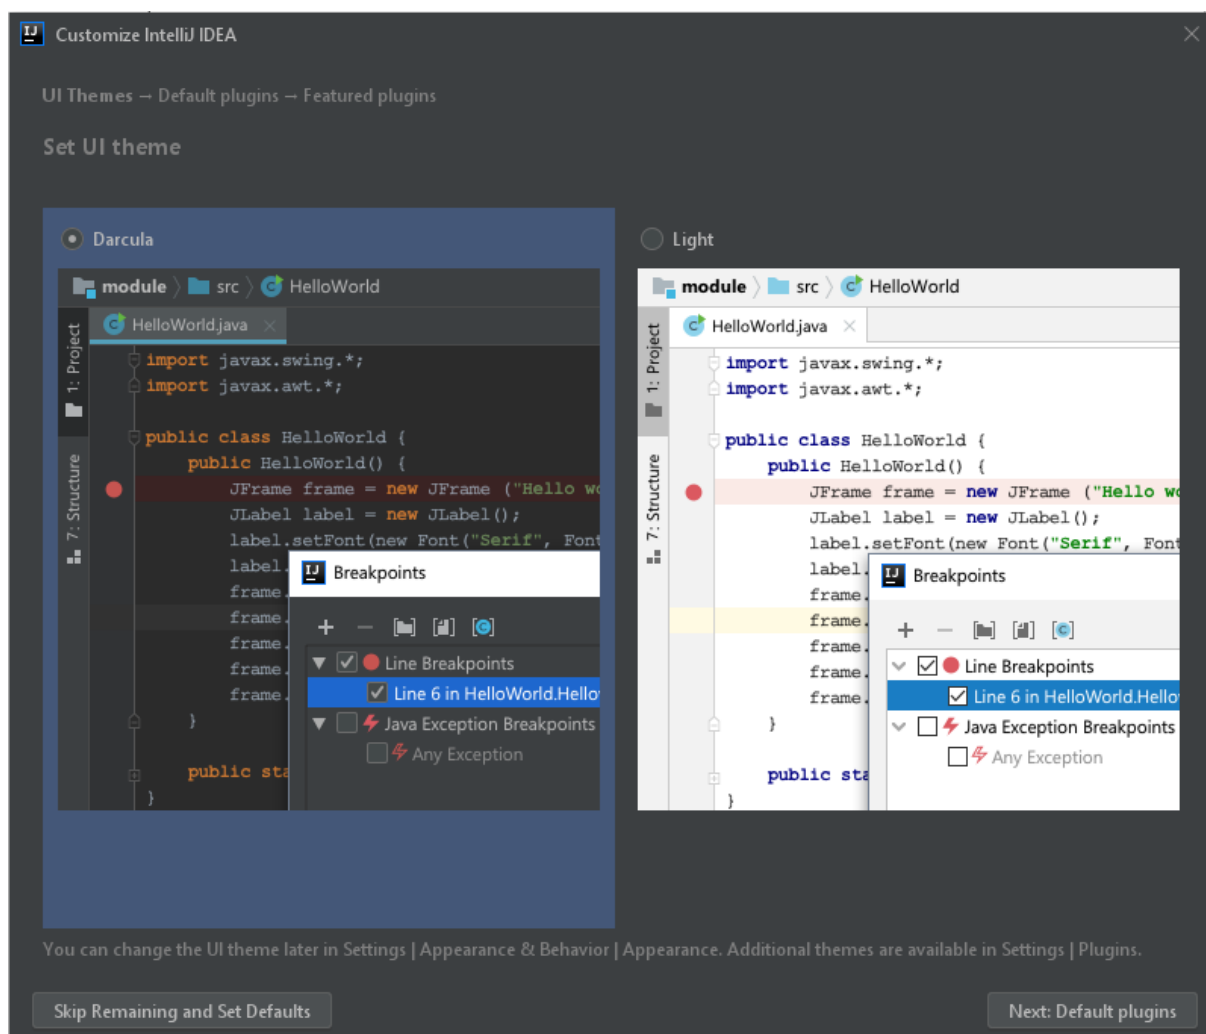 IJ Customize IntelliJ IDEA
UI Themes → Default plugins → Featured plugins
Set UI theme
Darcula
module 〉 src 〉 C HelloWorld
C HelloWorld.java
1: Project
7: Structure
import javax.swing.*;
import javax.awt.*;
public class HelloWorld {
public HelloWorld() {
JFrame frame = new JFrame ("Hello wo
JLabel label = new JLabel();
label.setFont(new Font("Serif", Font
label.
frame.
frame.
frame.
frame.
frame.
}
public sta
}
IJ Breakpoints
Line Breakpoints
Line 6 in HelloWorld.Hello
Java Exception Breakpoints
Any Exception
Light
module 〉 src 〉 C HelloWorld
C HelloWorld.java
1: Project
7: Structure
import javax.swing.*;
import javax.awt.*;
public class HelloWorld {
public HelloWorld() {
JFrame frame = new JFrame ("Hello wo
JLabel label = new JLabel();
label.setFont(new Font("Serif", Font
label.
frame.
frame.
frame.
frame.
frame.
}
public sta
}
IJ Breakpoints
Line Breakpoints
Line 6 in HelloWorld.Hello
Java Exception Breakpoints
Any Exception
You can change the UI theme later in Settings | Appearance & Behavior | Appearance. Additional themes are available in Settings | Plugins.
Skip Remaining and Set Defaults
Next: Default plugins